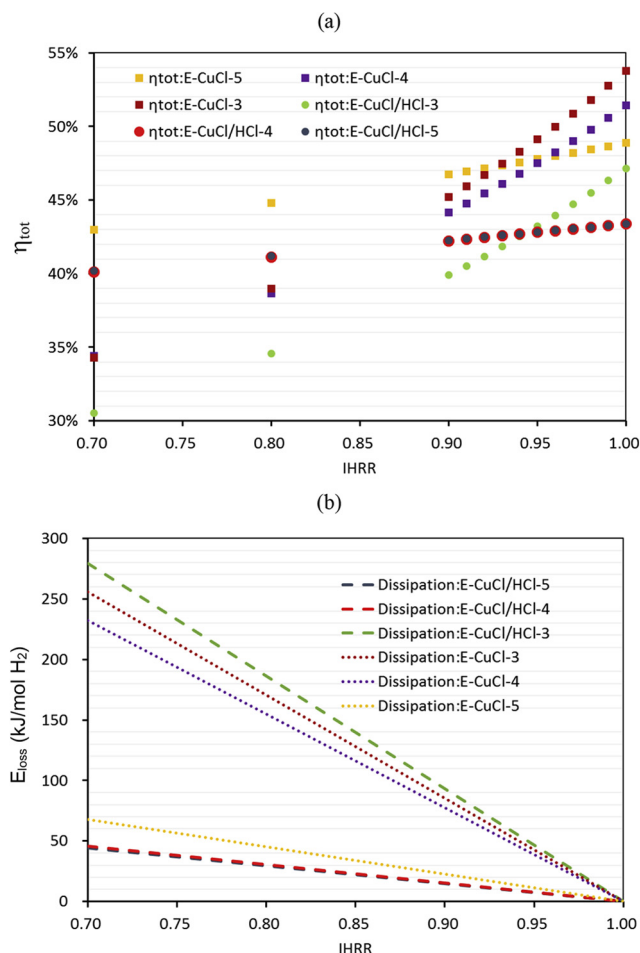 (a)
55%
50%
45%
40%
35%
30%
ηtot
ηtot:E-CuCl-5
ηtot:E-CuCl-4
ηtot:E-CuCl-3
ηtot:E-CuCl/HCl-3
ηtot:E-CuCl/HCl-4
ηtot:E-CuCl/HCl-5
0.70 0.75 0.80 0.85 0.90 0.95 1.00
IHRR
(b)
300
250
200
150
100
50
0
Eloss (kJ/mol H2)
Dissipation:E-CuCl/HCl-5
Dissipation:E-CuCl/HCl-4
Dissipation:E-CuCl/HCl-3
Dissipation:E-CuCl-3
Dissipation:E-CuCl-4
Dissipation:E-CuCl-5
0.70 0.75 0.80 0.85 0.90 0.95 1.00
IHRR